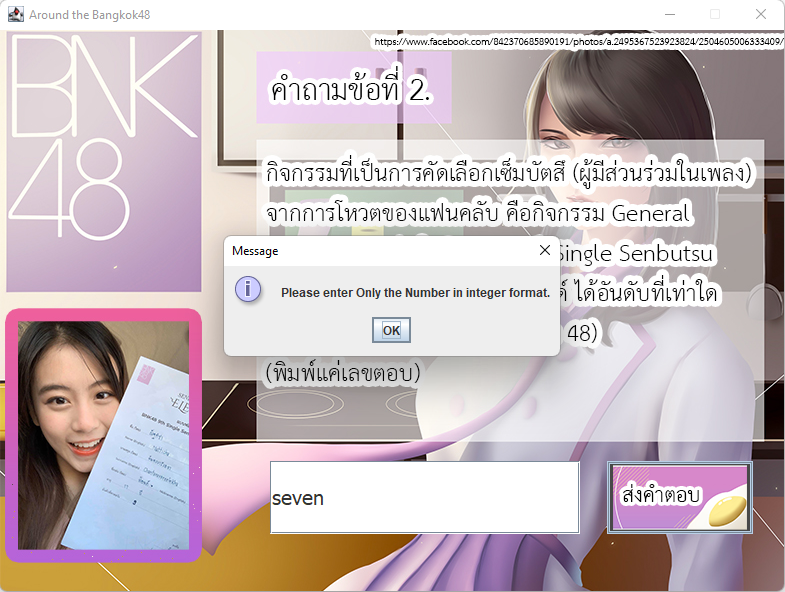 Around the Bangkok48
https://www.facebook.com/842370685890191/photos/a.2495367523923824/2504605006333409/
BNK
48
คำถามข้อที่ 2.
กิจกรรมที่เป็นการคัดเลือกเซ็มบัตสึ (ผู้มีส่วนร่วมในเพลง)
จากการโหวตของแฟนคลับ คือกิจกรรม General
Single Senbutsu
ได้อันดับที่เท่าใด
48)
(พิมพ์แค่เลขตอบ)
Message
Please enter Only the Number in integer format.
OK
seven
ส่งคำตอบ